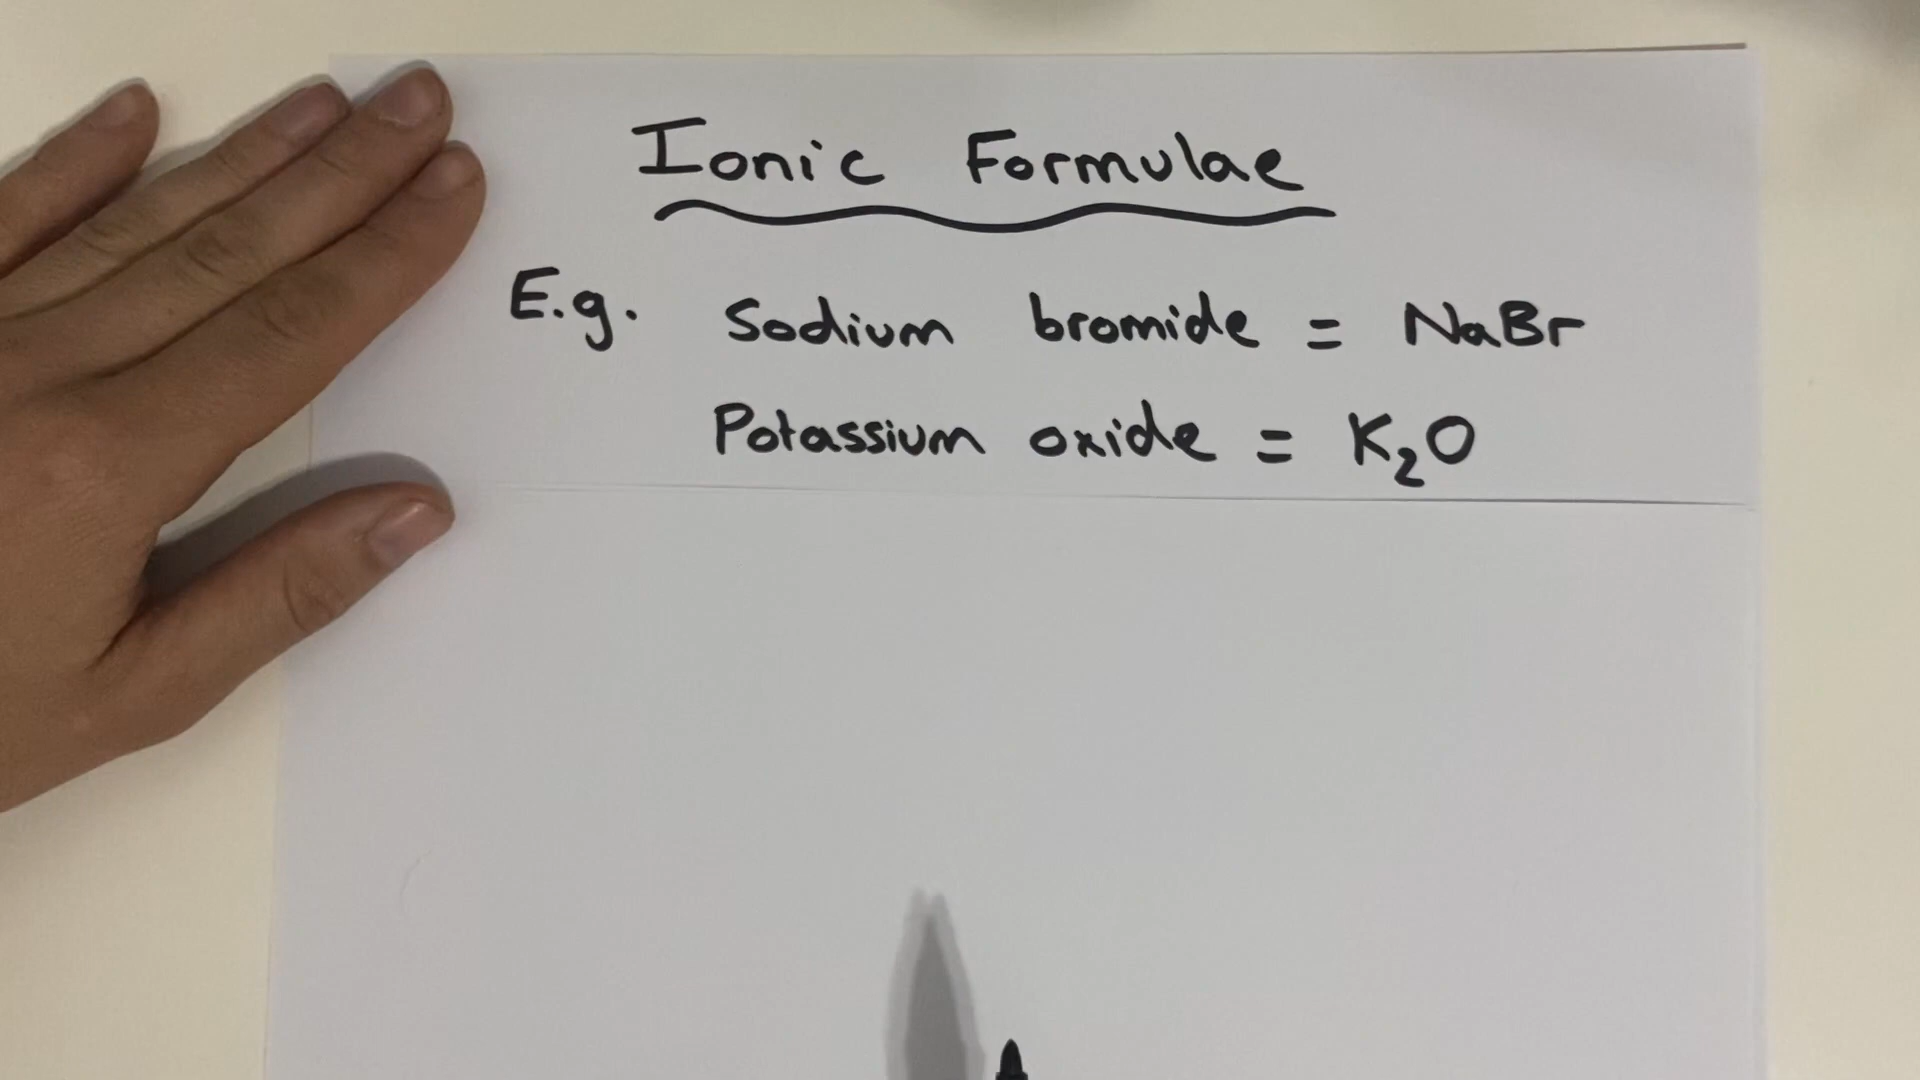 Ionic Formulae
E.g. Sodium bromide = NaBr
Potassium oxide = K₂O